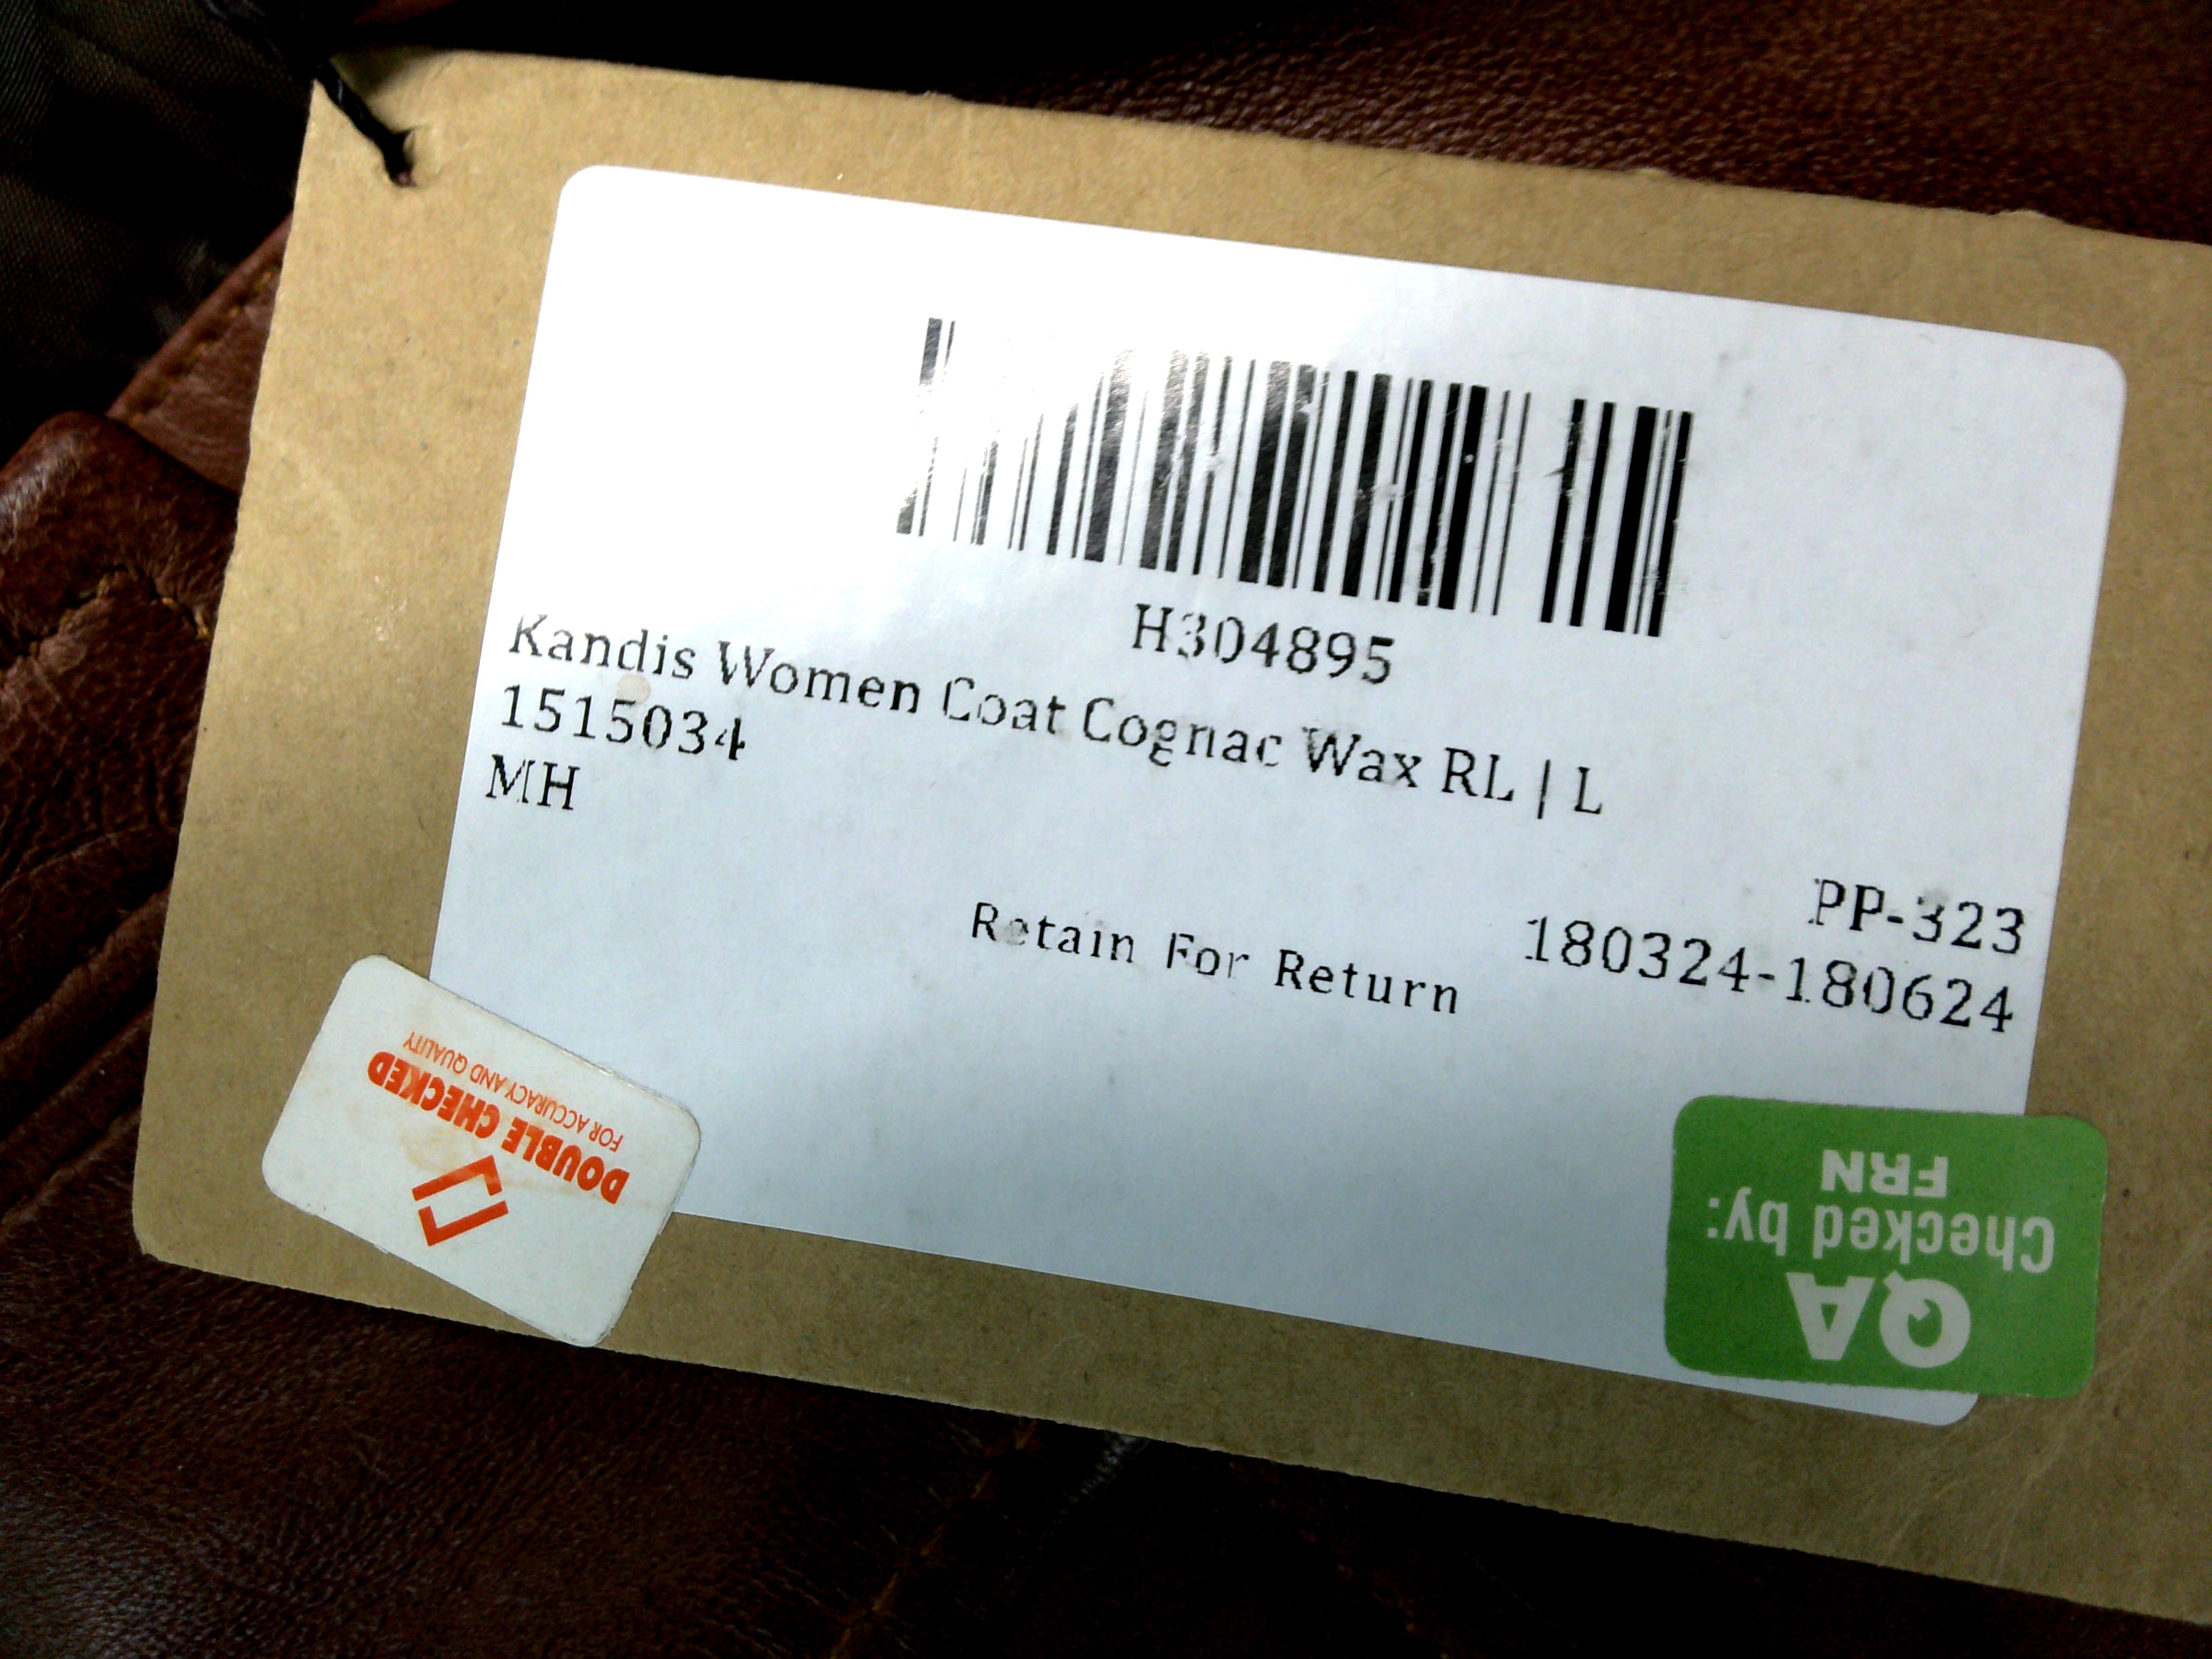 H304895
Kandis Women Coat Cognac Wax RL | L
1515034
MH
PP-323
Retain For Return
180324-180624
DOUBLE CHECKED
FOR ACCURACY AND QUALITY
QA
Checked by:
FRN